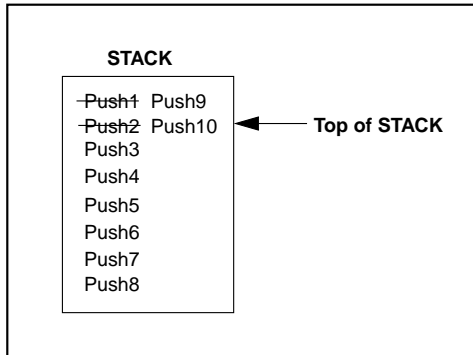 STACK
Push1 Push9
Push2 Push10
Top of STACK
Push3
Push4
Push5
Push6
Push7
Push8